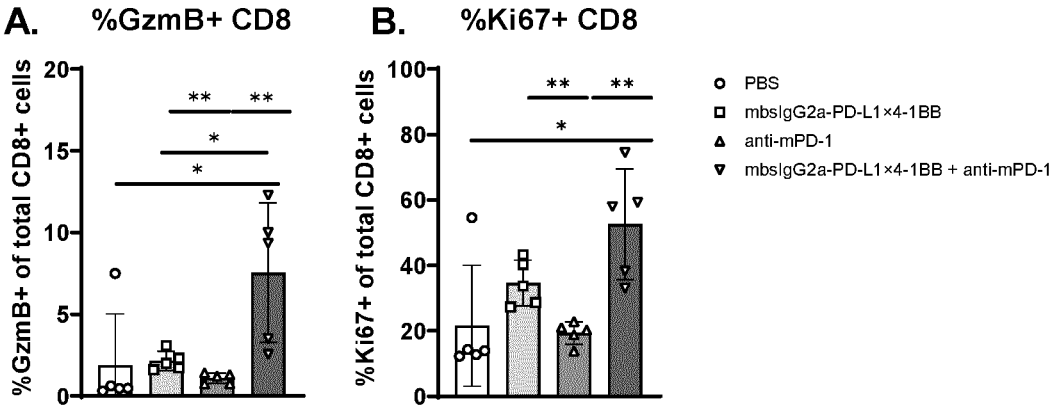 A.
%GzmB+ CD8
%GzmB+ of total CD8+ cells
20
15
10
5
0
** **
*
*
B.
%Ki67+ CD8
%Ki67+ of total CD8+ cells
100
80
60
40
20
0
** **
*
PBS
mbsIgG2a-PD-L1×4-1BB
anti-mPD-1
mbsIgG2a-PD-L1×4-1BB + anti-mPD-1